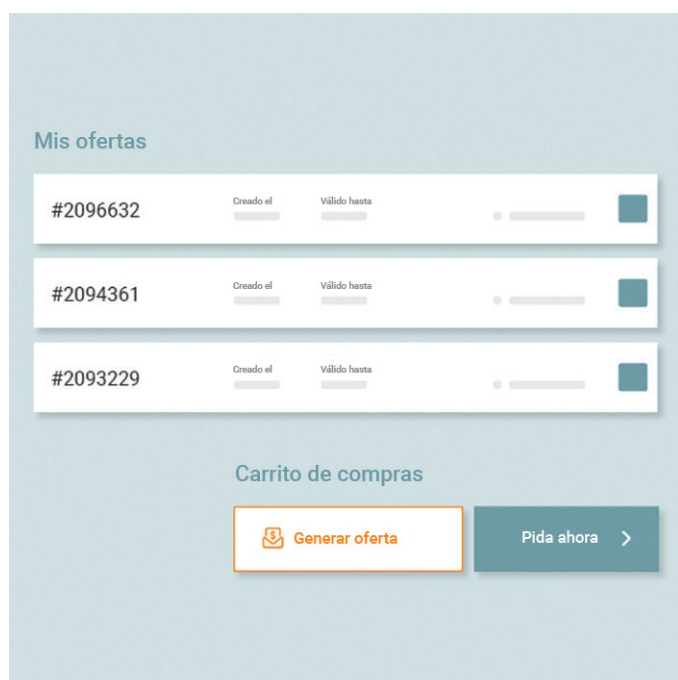 Mis ofertas
#2096632 Creado el Válido hasta
#2094361 Creado el Válido hasta
#2093229 Creado el Válido hasta
Carrito de compras
Generar oferta Pida ahora